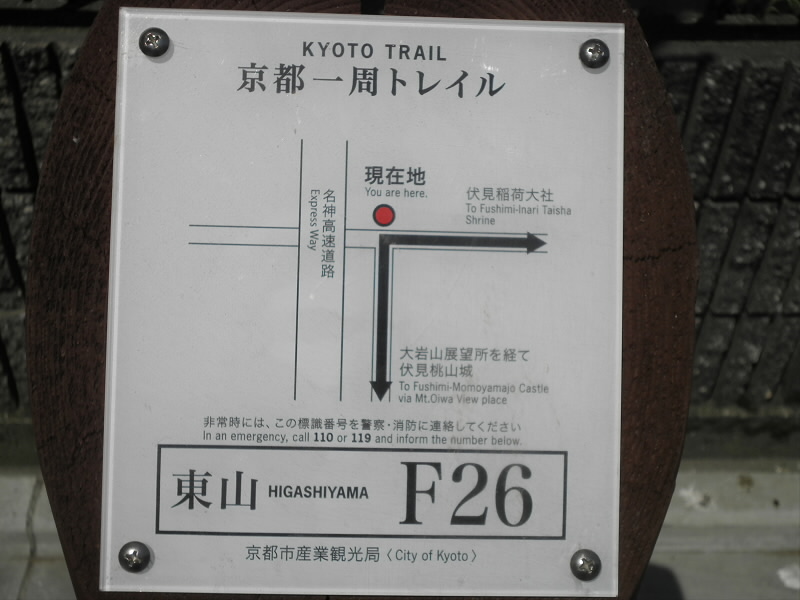 KYOTO TRAIL
京都一周トレイル
現在地
You are here.
伏見稲荷大社
To Fushimi-Inari Taisha
Shrine
名神高速道路
Express Way
大岩山展望所を経て
伏見桃山城
To Fushimi-Momoyamajo Castle
via Mt.Oiwa View place
非常時には、この標識番号を警察・消防に連絡してください
In an emergency, call 110 or 119 and inform the number below.
東山 HIGASHIYAMA F26
京都市産業観光局〈City of Kyoto〉